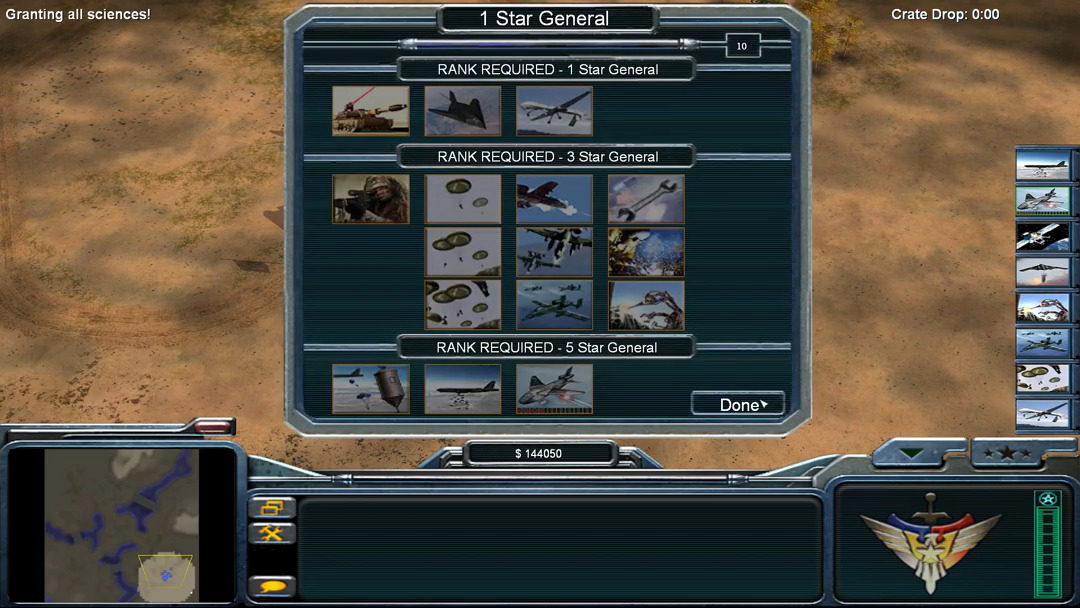 Granting all sciences!
1 Star General
Crate Drop: 0:00
10
RANK REQUIRED - 1 Star General
RANK REQUIRED - 3 Star General
RANK REQUIRED - 5 Star General
Done
$ 144050